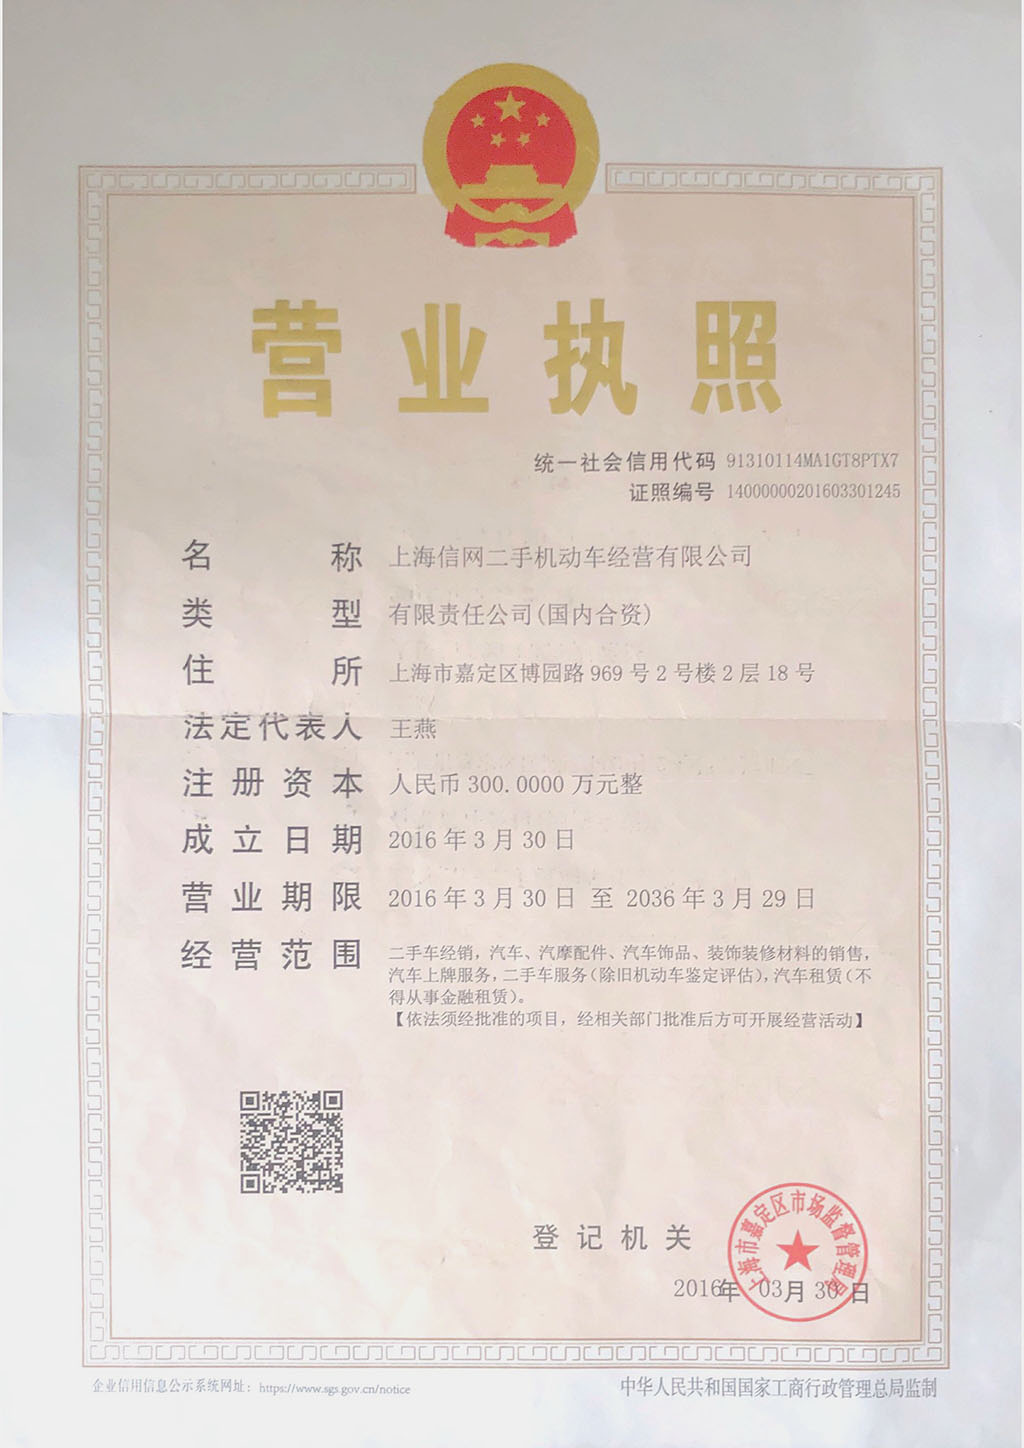 营业执照
统一社会信用代码 91310114MA1GT8PTX7
证照编号 14000000201603301245
名称 上海信网二手机动车经营有限公司
类型 有限责任公司(国内合资)
住所 上海市嘉定区博园路969号2号楼2层18号
法定代表人 王燕
注册资本 人民币300.0000万元整
成立日期 2016年3月30日
营业期限 2016年3月30日 至 2036年3月29日
经营范围 二手车经销，汽车、汽摩配件、汽车饰品、装饰装修材料的销售，
汽车上牌服务，二手车服务(除旧机动车鉴定评估)，汽车租赁(不
得从事金融租赁)。
【依法须经批准的项目，经相关部门批准后方可开展经营活动】
登记机关
上海市嘉定区市场监督管理局
2016年 03月 30日
企业信用信息公示系统网址：https://www.sgs.gov.cn/notice
中华人民共和国国家工商行政管理总局监制